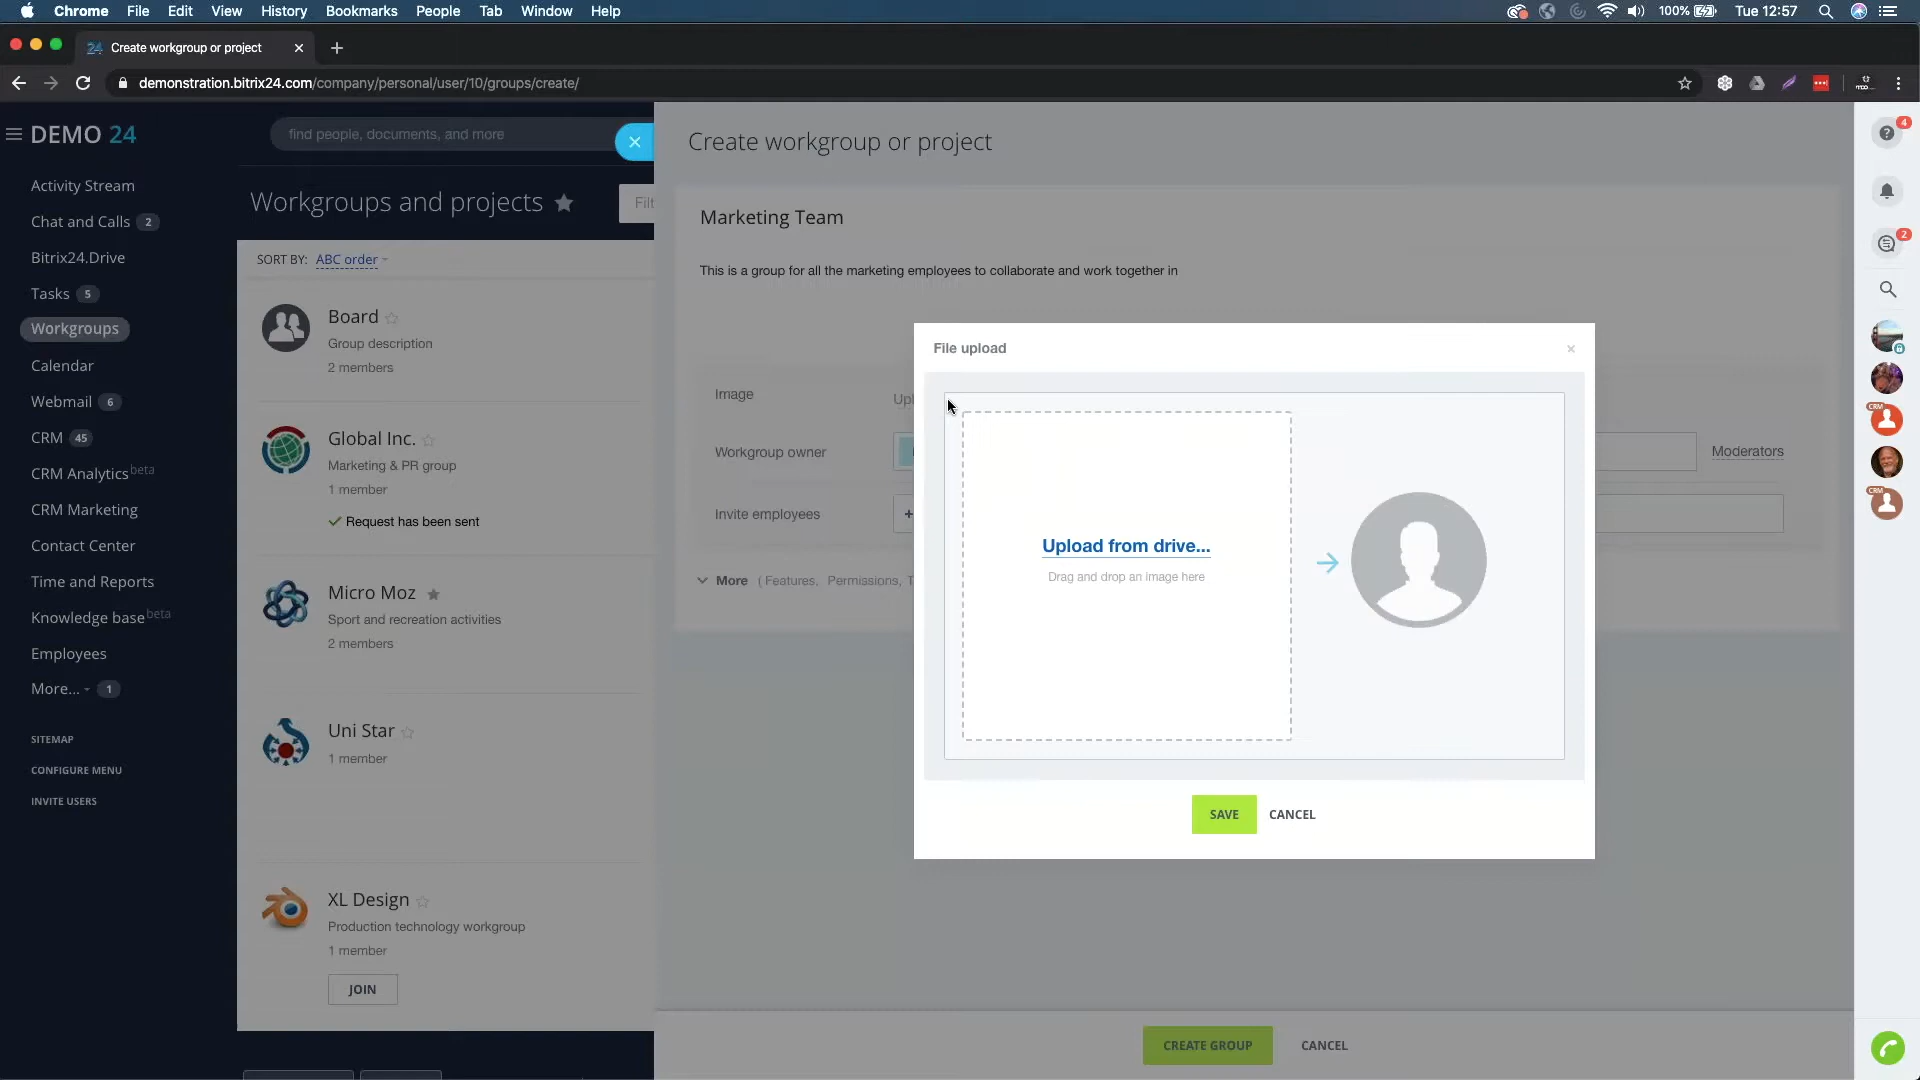 Chrome File Edit View History Bookmarks People Tab Window Help 100% Tue 12:57
24 Create workgroup or project
demonstration.bitrix24.com/company/personal/user/10/groups/create/
DEMO 24
find people, documents, and more
Create workgroup or project
4
Activity Stream
Chat and Calls 2
Bitrix24.Drive
Tasks 5
Workgroups
Calendar
Webmail 6
CRM 45
CRM Analytics beta
CRM Marketing
Contact Center
Time and Reports
Knowledge base beta
Employees
More... 1
SITEMAP
CONFIGURE MENU
INVITE USERS
Workgroups and projects
Filt
SORT BY: ABC order
Board
Group description
2 members
Global Inc.
Marketing & PR group
1 member
Request has been sent
Micro Moz
Sport and recreation activities
2 members
Uni Star
1 member
XL Design
Production technology workgroup
1 member
JOIN
Marketing Team
This is a group for all the marketing employees to collaborate and work together in
Image
Upl
Workgroup owner
Moderators
Invite employees
+
More ( Features, Permissions, T
File upload
Upload from drive...
Drag and drop an image here
SAVE CANCEL
CREATE GROUP CANCEL
2
CRM
CRM